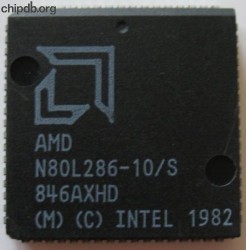 chipdb.org
AMD
N80L286-10/S
846AXHD
(M) (C) INTEL 1982